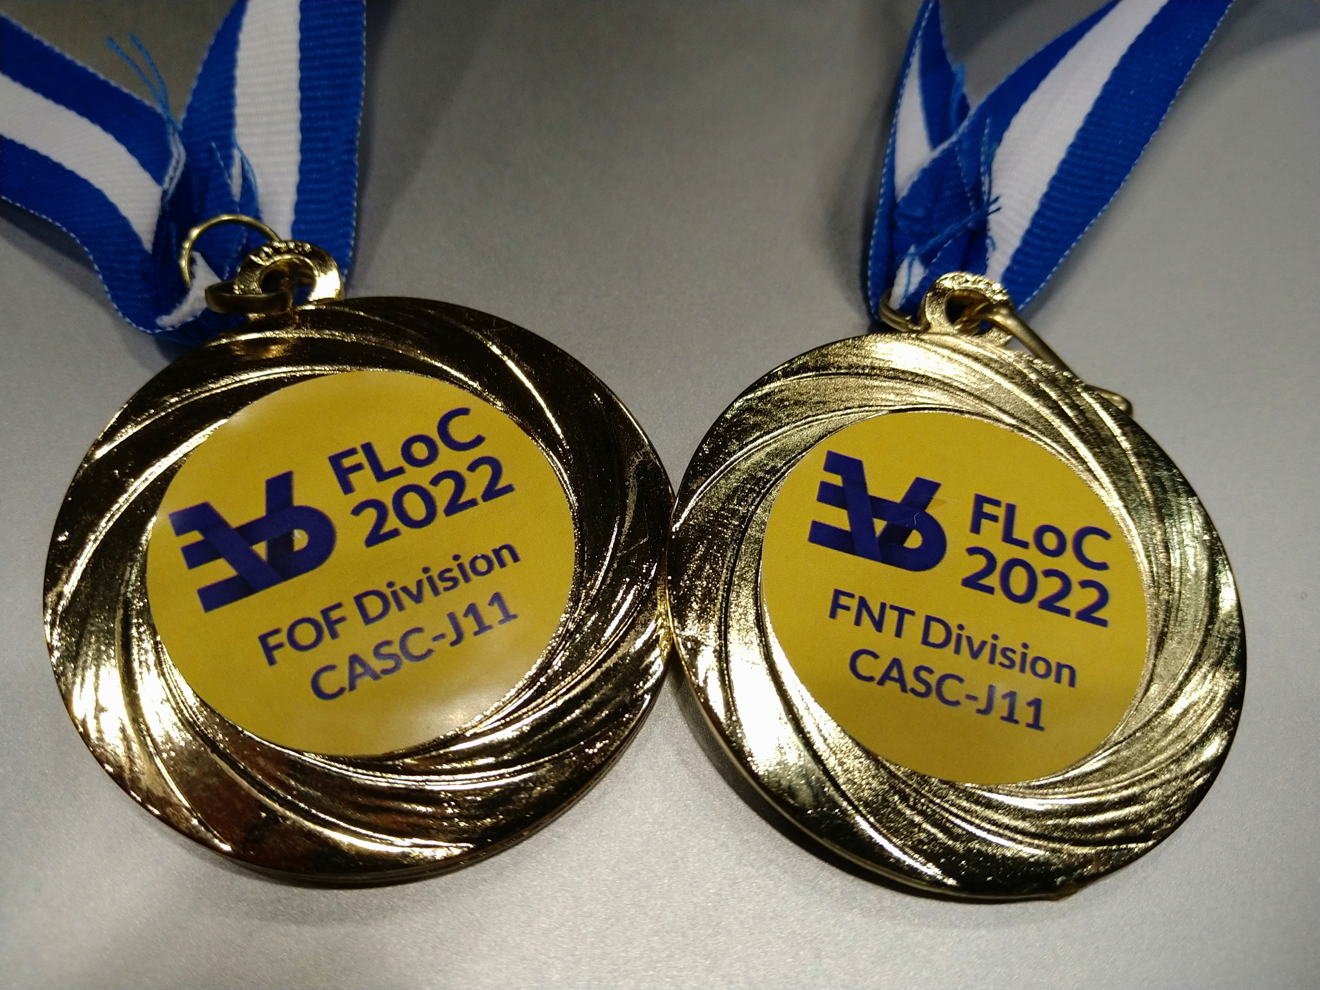 FLoC
2022
FOF Division
CASC-J11
FLoC
2022
FNT Division
CASC-J11